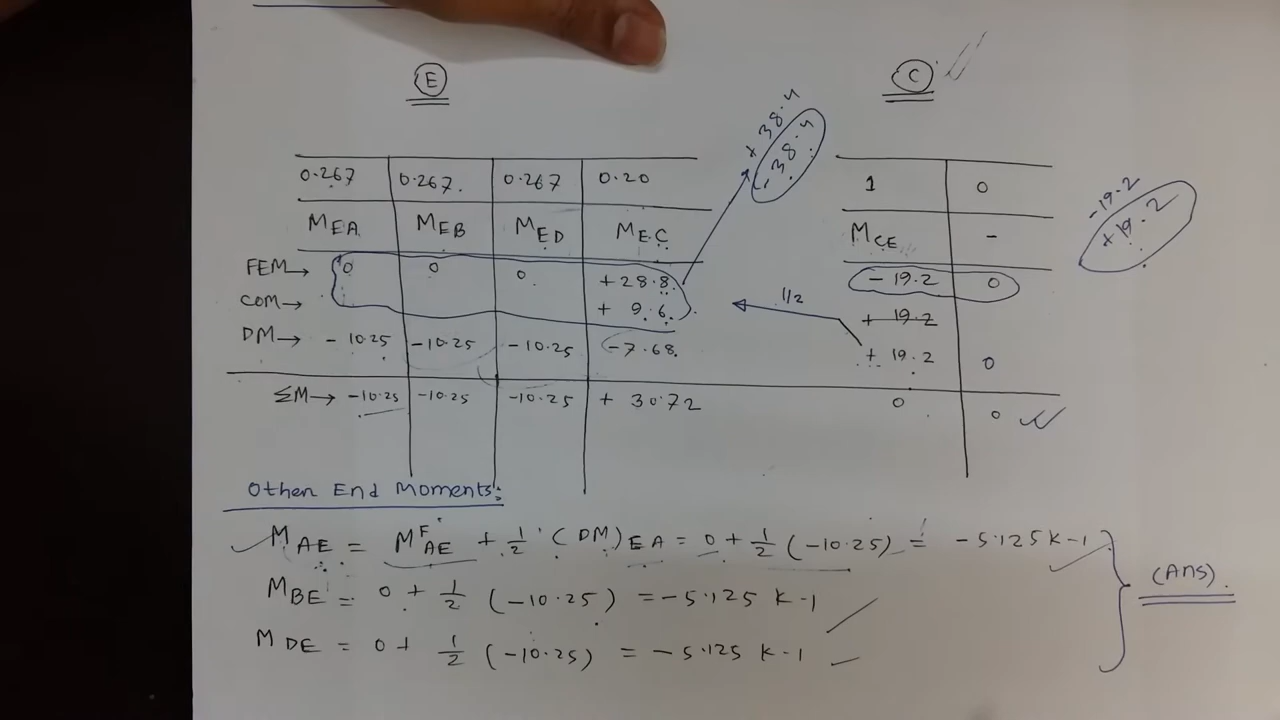 E C
+38.4
-38.4
0.267 0.267. 0.267 0.20 1 0
-19.2
+19.2
MEA MEB MED MEC MCE -
FEM→ 0 0 0. +28.8 -19.2 0
COM→ +9.6 1/2 +19.2
DM→ -10.25 -10.25 -10.25 -7.68. +19.2 0
ΣM→ -10.25 -10.25 -10.25 +30.72 0 0
Other End Moments:
MAE = MFAE + 1/2 (DM)EA = 0 + 1/2 (-10.25) = -5.125 K-1
MBE = 0 + 1/2 (-10.25) = -5.125 K-1
(Ans).
MDE = 0 + 1/2 (-10.25) = -5.125 K-1